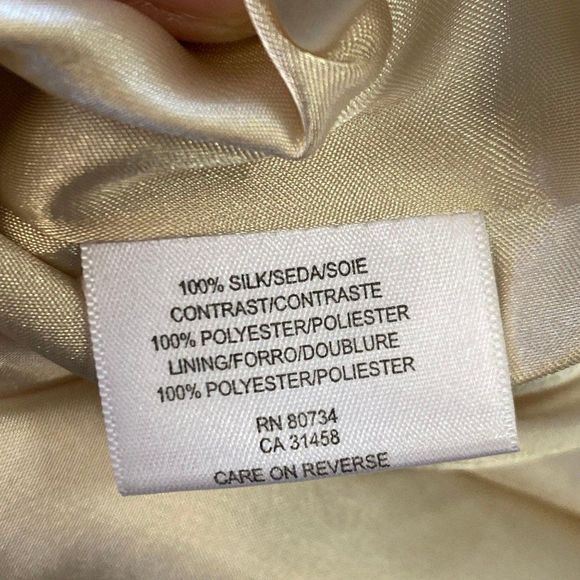 100% SILK/SEDA/SOIE
CONTRAST/CONTRASTE
100% POLYESTER/POLIESTER
LINING/FORRO/DOUBLURE
100% POLYESTER/POLIESTER
RN 80734
CA 31458
CARE ON REVERSE